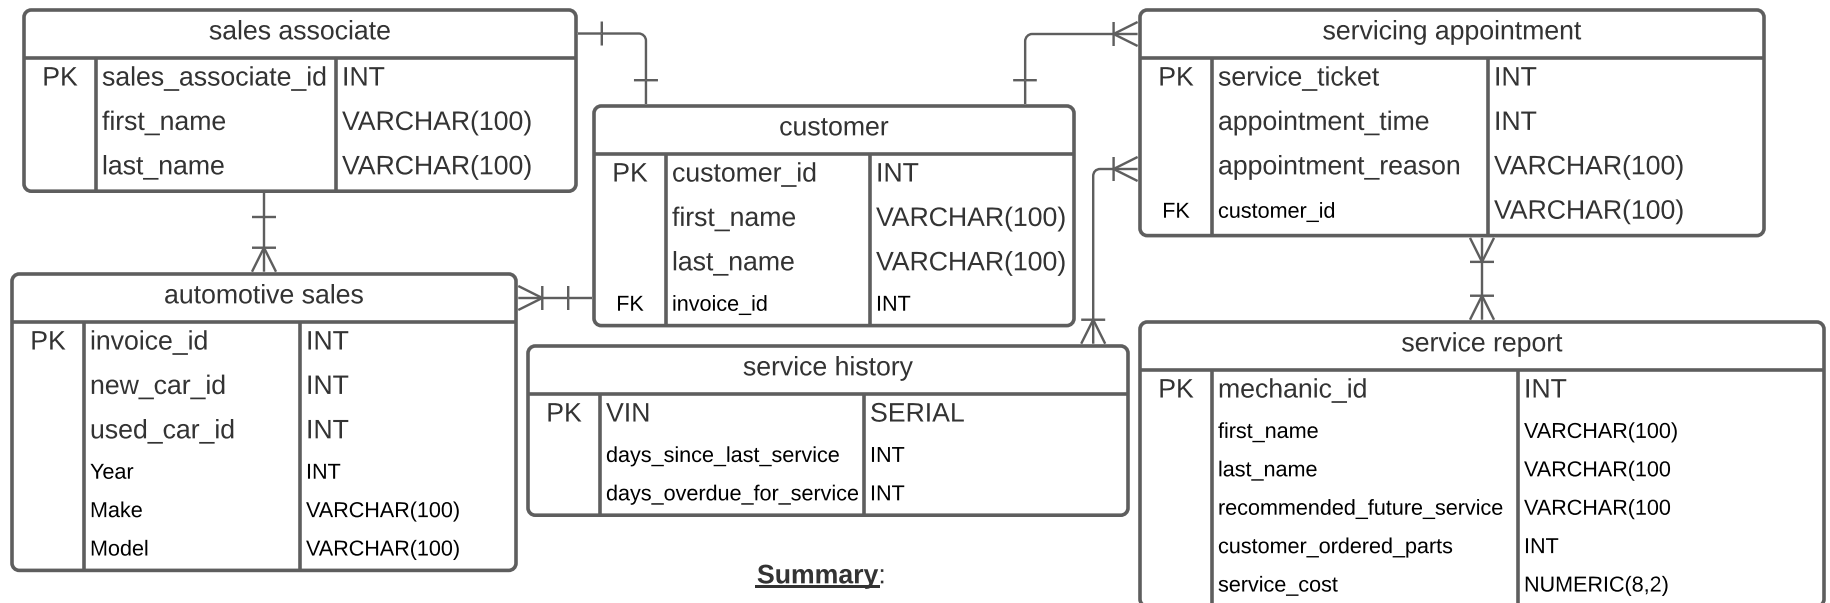 sales associate
PK sales_associate_id INT
first_name VARCHAR(100)
last_name VARCHAR(100)
servicing appointment
PK service_ticket INT
appointment_time INT
appointment_reason VARCHAR(100)
FK customer_id VARCHAR(100)
customer
PK customer_id INT
first_name VARCHAR(100)
last_name VARCHAR(100)
FK invoice_id INT
automotive sales
PK invoice_id INT
new_car_id INT
used_car_id INT
Year INT
Make VARCHAR(100)
Model VARCHAR(100)
service history
PK VIN SERIAL
days_since_last_service INT
days_overdue_for_service INT
service report
PK mechanic_id INT
first_name VARCHAR(100)
last_name VARCHAR(100
recommended_future_service VARCHAR(100
customer_ordered_parts INT
service_cost NUMERIC(8,2)
Summary: